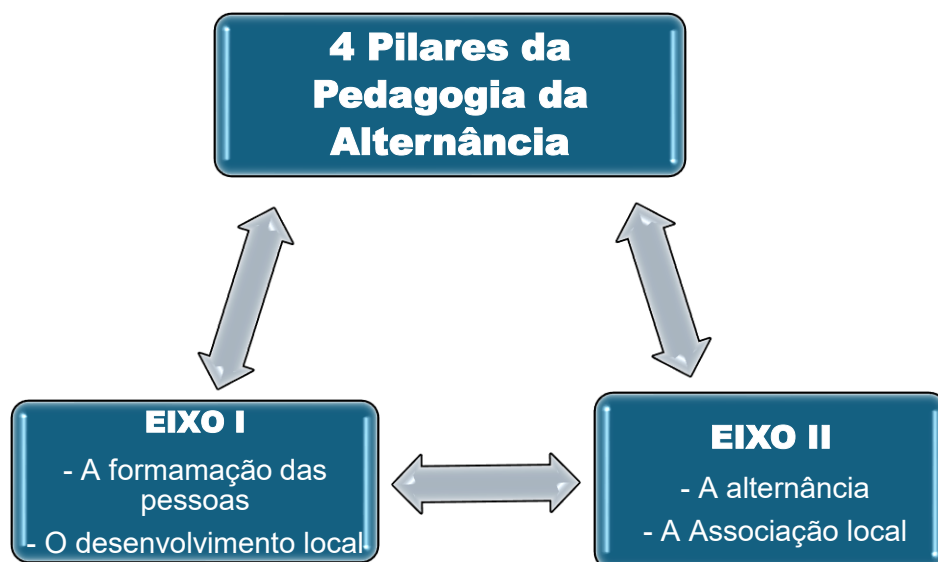 4 Pilares da
Pedagogia da
Alternância
EIXO I
- A formamação das
pessoas
- O desenvolvimento local
EIXO II
- A alternância
- A Associação local